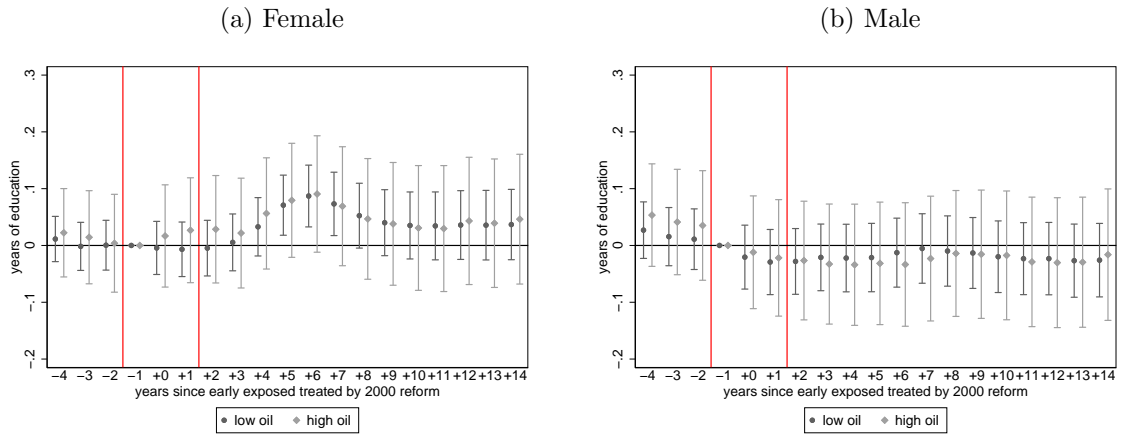 (a) Female
(b) Male
.3
.2
.1
0
−.1
−.2
years of education
−4 −3 −2 −1 +0 +1 +2 +3 +4 +5 +6 +7 +8 +9 +10 +11 +12 +13 +14
years since early exposed treated by 2000 reform
low oil high oil
.3
.2
.1
0
−.1
−.2
years of education
−4 −3 −2 −1 +0 +1 +2 +3 +4 +5 +6 +7 +8 +9 +10 +11 +12 +13 +14
years since early exposed treated by 2000 reform
low oil high oil